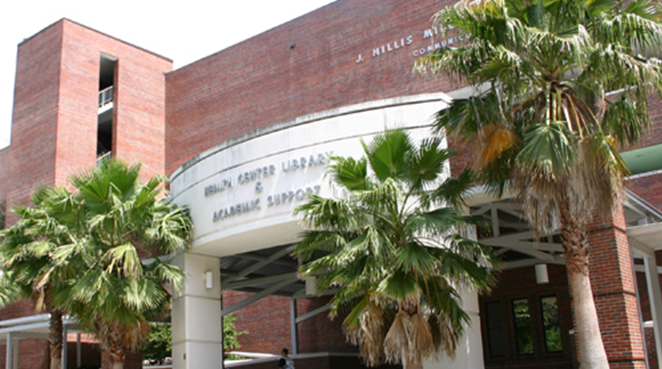 J. HILLIS
HEALTH CENTER LIBRARY
&
ACADEMIC SUPPORT